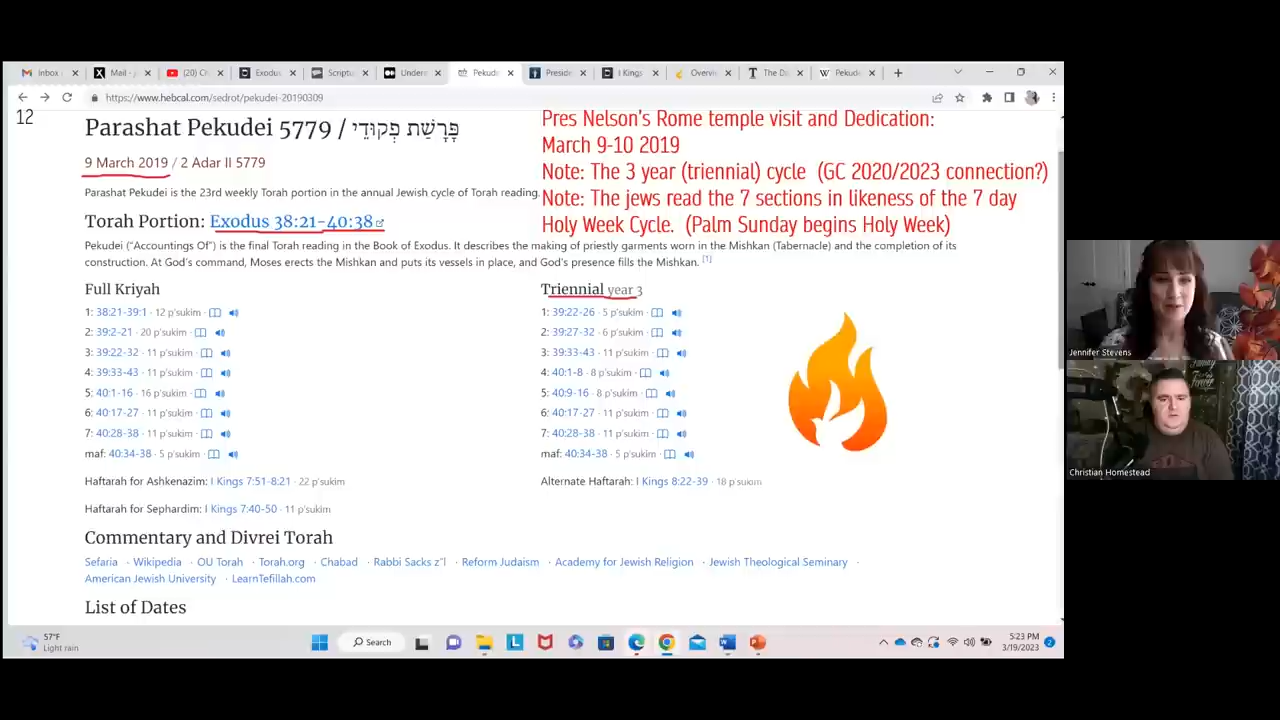 Inbox
Mail -
(20) C
Exodus
Scriptu
Under
Pekude
Preside
I Kings
Overvi
The Di
Pekude
https://www.hebcal.com/sedrot/pekudei-20190309
12
Parashat Pekudei 5779 / פָּרָשַׁת פְקוּדֵי
Pres Nelson's Rome temple visit and Dedication:
March 9-10 2019
9 March 2019 / 2 Adar II 5779
Note: The 3 year (triennial) cycle (GC 2020/2023 connection?)
Parashat Pekudei is the 23rd weekly Torah portion in the annual Jewish cycle of Torah reading.
Note: The jews read the 7 sections in likeness of the 7 day
Holy Week Cycle. (Palm Sunday begins Holy Week)
Torah Portion: Exodus 38:21-40:38
Pekudei (“Accountings Of”) is the final Torah reading in the Book of Exodus. It describes the making of priestly garments worn in the Mishkan (Tabernacle) and the completion of its
construction. At God's command, Moses erects the Mishkan and puts its vessels in place, and God's presence fills the Mishkan. [1]
Full Kriyah
1: 38:21-39:1 · 12 p'sukim ·
2: 39:2-21 · 20 p'sukim ·
3: 39:22-32 · 11 p'sukim ·
4: 39:33-43 · 11 p'sukim ·
5: 40:1-16 · 16 p'sukim ·
6: 40:17-27 · 11 p'sukim ·
7: 40:28-38 · 11 p'sukim ·
maf: 40:34-38 · 5 p'sukim ·
Haftarah for Ashkenazim: I Kings 7:51-8:21 · 22 p'sukim
Haftarah for Sephardim: I Kings 7:40-50 · 11 p'sukim
Triennial year 3
1: 39:22-26 · 5 p'sukim ·
2: 39:27-32 · 6 p'sukim ·
3: 39:33-43 · 11 p'sukim ·
4: 40:1-8 · 8 p'sukim ·
5: 40:9-16 · 8 p'sukim ·
6: 40:17-27 · 11 p'sukim ·
7: 40:28-38 · 11 p'sukim ·
maf: 40:34-38 · 5 p'sukim ·
Alternate Haftarah: I Kings 8:22-39 · 18 p'sukim
Commentary and Divrei Torah
Sefaria · Wikipedia · OU Torah · Torah.org · Chabad · Rabbi Sacks z"l · Reform Judaism · Academy for Jewish Religion · Jewish Theological Seminary ·
American Jewish University · LearnTefillah.com
List of Dates
Jennifer Stevens
Christian Homestead
57°F
Light rain
Search
5:23 PM
3/19/2023
2